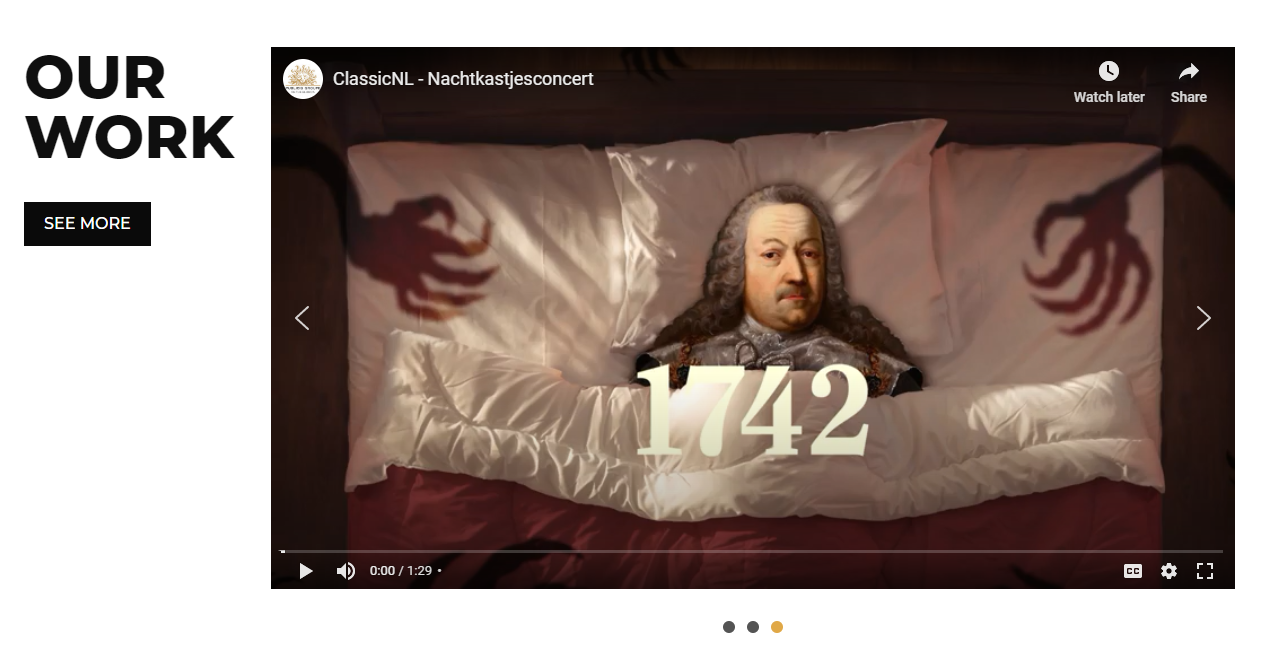 OUR
WORK
SEE MORE
ClassicNL - Nachtkastjesconcert
Watch later
Share
1742
0:00 / 1:29 •
CC